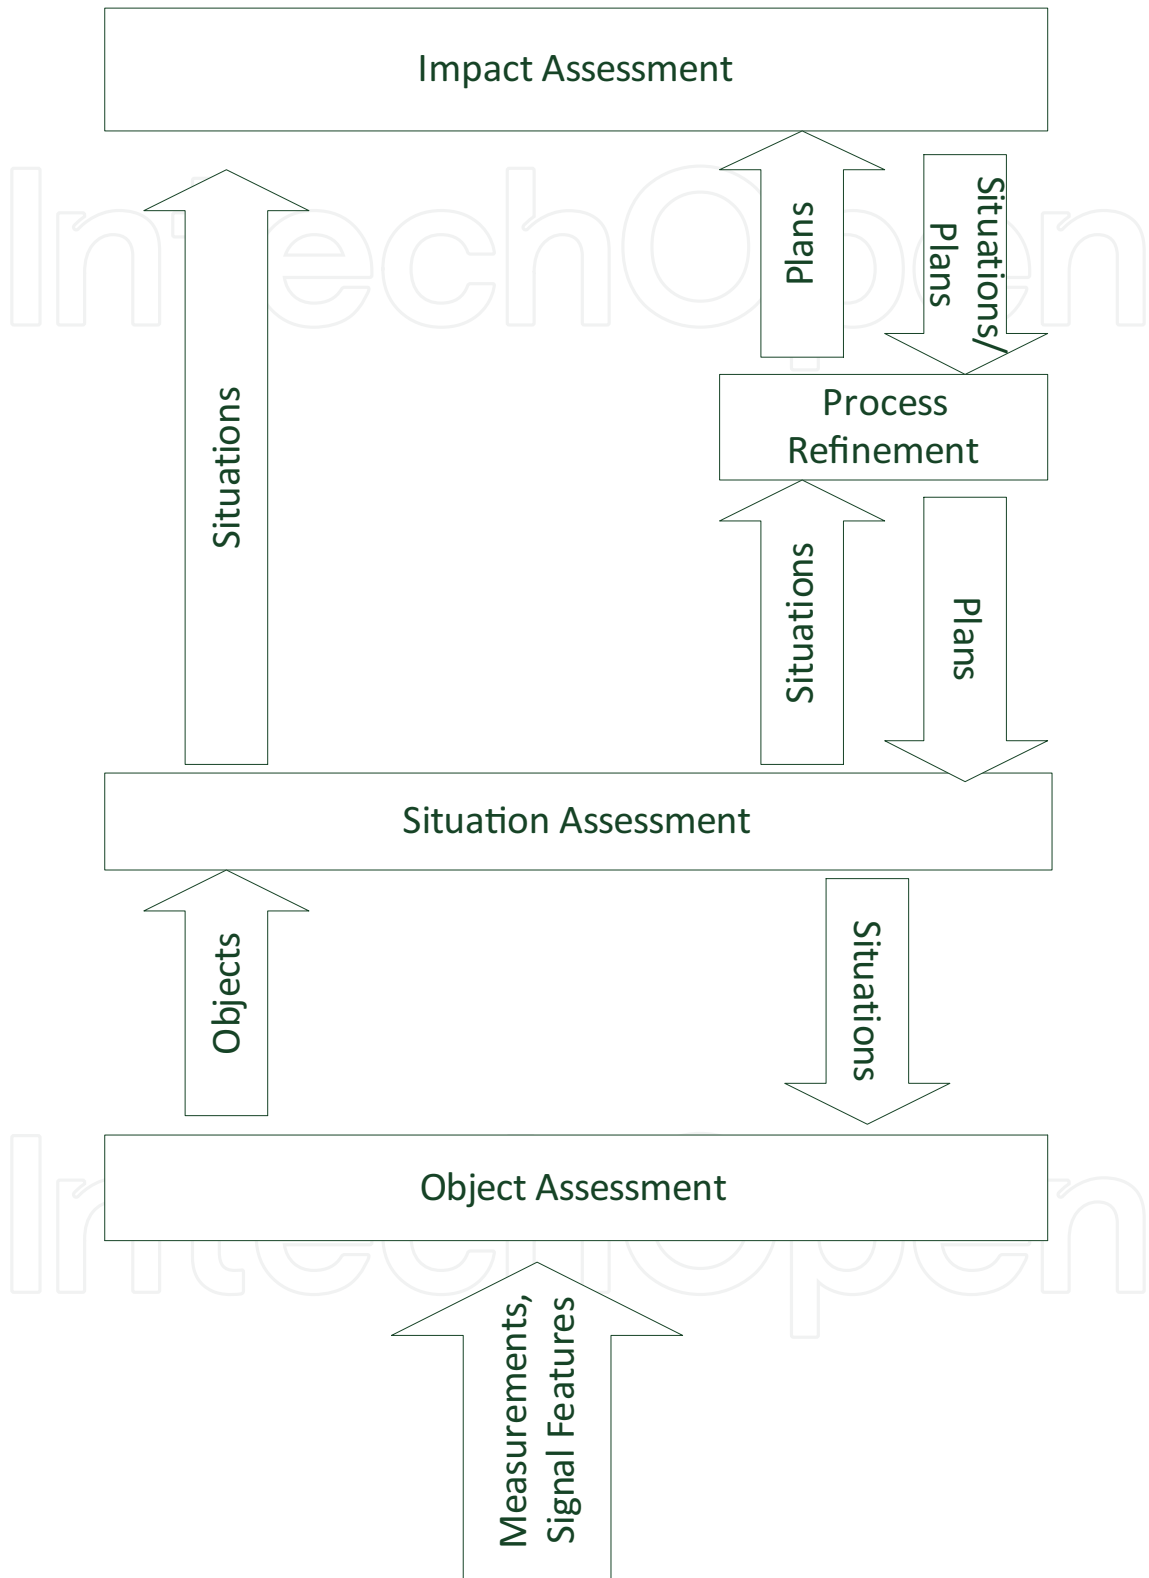 Impact Assessment
IntechOpen
Plans
Situations/
Plans
Situations
Process
Refinement
Situations
Plans
Situation Assessment
Objects
Situations
Object Assessment
IntechOpen
Measurements,
Signal Features